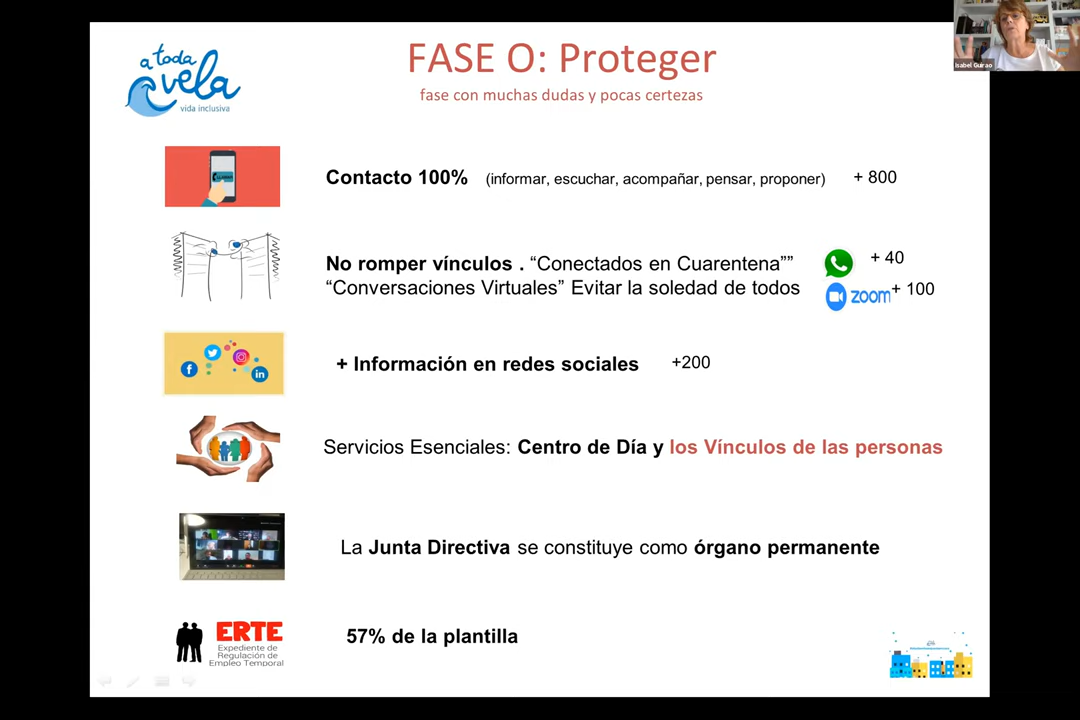 Isabel Guirao
a toda
vela
vida inclusiva
FASE O: Proteger
fase con muchas dudas y pocas certezas
Contacto 100% (informar, escuchar, acompañar, pensar, proponer) + 800
No romper vínculos . “Conectados en Cuarentena”” + 40
“Conversaciones Virtuales” Evitar la soledad de todos zoom + 100
+ Información en redes sociales +200
Servicios Esenciales: Centro de Día y los Vínculos de las personas
La Junta Directiva se constituye como órgano permanente
ERTE
Expediente de
Regulación de
Empleo Temporal
57% de la plantilla